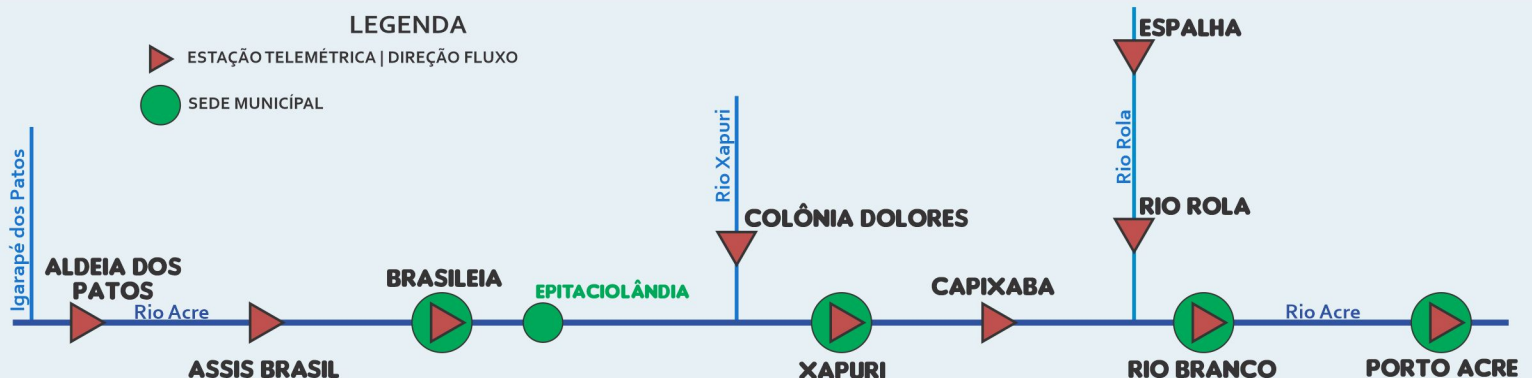 LEGENDA
ESTAÇÃO TELEMÉTRICA | DIREÇÃO FLUXO
SEDE MUNICÍPAL
Igarapé dos Patos
ALDEIA DOS
PATOS
Rio Acre
ASSIS BRASIL
BRASILEIA
EPITACIOLÂNDIA
Rio Xapuri
COLÔNIA DOLORES
XAPURI
CAPIXABA
ESPALHA
Rio Rola
RIO ROLA
RIO BRANCO
Rio Acre
PORTO ACRE